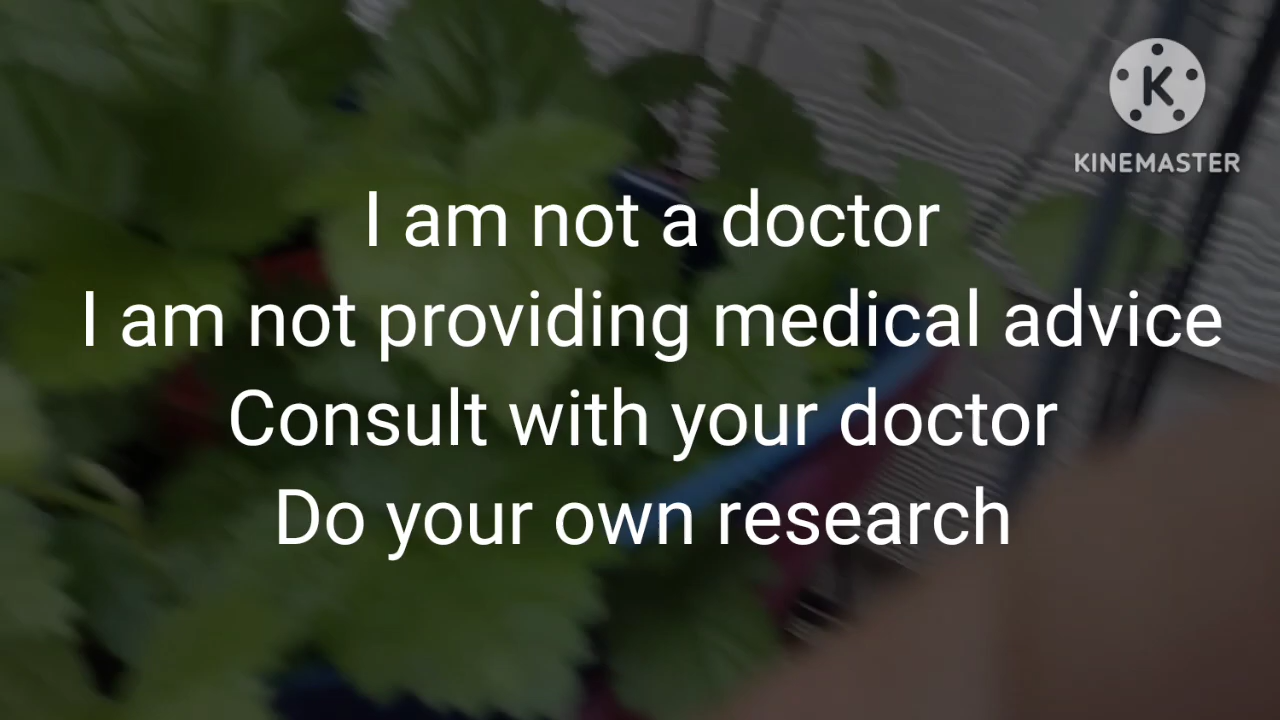 K
KINEMASTER
I am not a doctor
I am not providing medical advice
Consult with your doctor
Do your own research